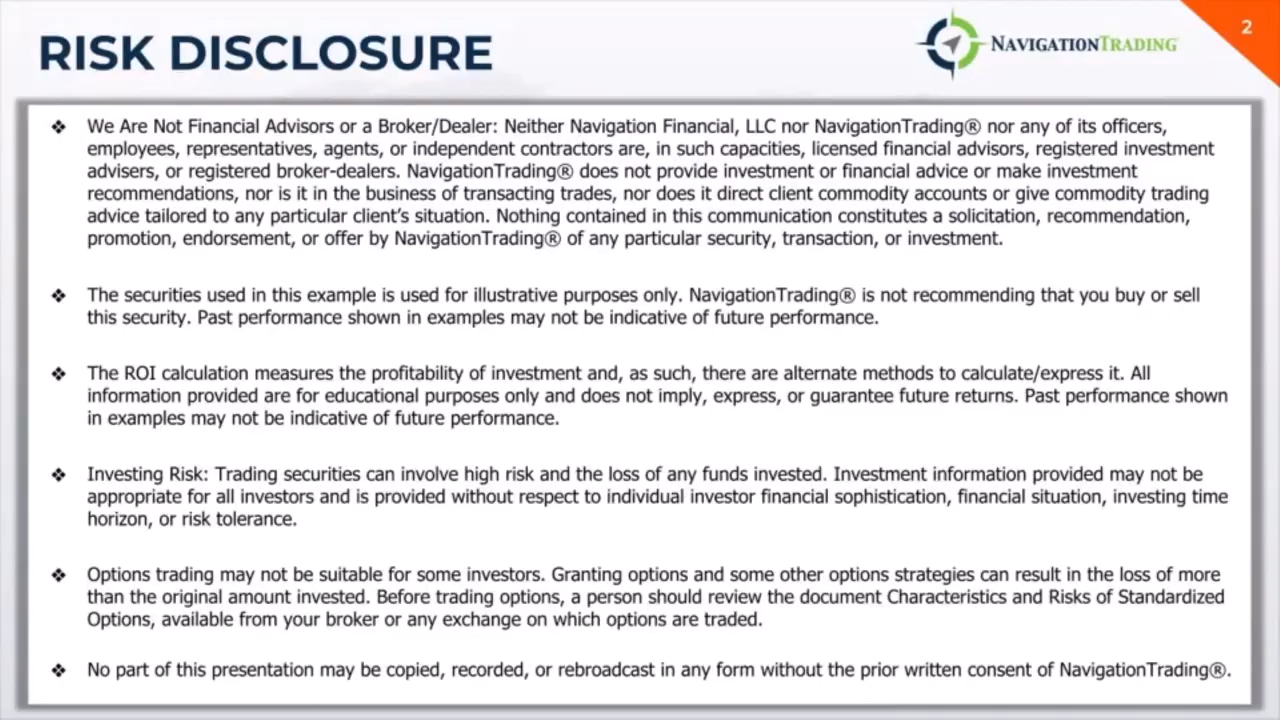 RISK DISCLOSURE
NAVIGATIONTRADING®
2
❖ We Are Not Financial Advisors or a Broker/Dealer: Neither Navigation Financial, LLC nor NavigationTrading® nor any of its officers,
employees, representatives, agents, or independent contractors are, in such capacities, licensed financial advisors, registered investment
advisers, or registered broker-dealers. NavigationTrading® does not provide investment or financial advice or make investment
recommendations, nor is it in the business of transacting trades, nor does it direct client commodity accounts or give commodity trading
advice tailored to any particular client's situation. Nothing contained in this communication constitutes a solicitation, recommendation,
promotion, endorsement, or offer by NavigationTrading® of any particular security, transaction, or investment.
❖ The securities used in this example is used for illustrative purposes only. NavigationTrading® is not recommending that you buy or sell
this security. Past performance shown in examples may not be indicative of future performance.
❖ The ROI calculation measures the profitability of investment and, as such, there are alternate methods to calculate/express it. All
information provided are for educational purposes only and does not imply, express, or guarantee future returns. Past performance shown
in examples may not be indicative of future performance.
❖ Investing Risk: Trading securities can involve high risk and the loss of any funds invested. Investment information provided may not be
appropriate for all investors and is provided without respect to individual investor financial sophistication, financial situation, investing time
horizon, or risk tolerance.
❖ Options trading may not be suitable for some investors. Granting options and some other options strategies can result in the loss of more
than the original amount invested. Before trading options, a person should review the document Characteristics and Risks of Standardized
Options, available from your broker or any exchange on which options are traded.
❖ No part of this presentation may be copied, recorded, or rebroadcast in any form without the prior written consent of NavigationTrading®.